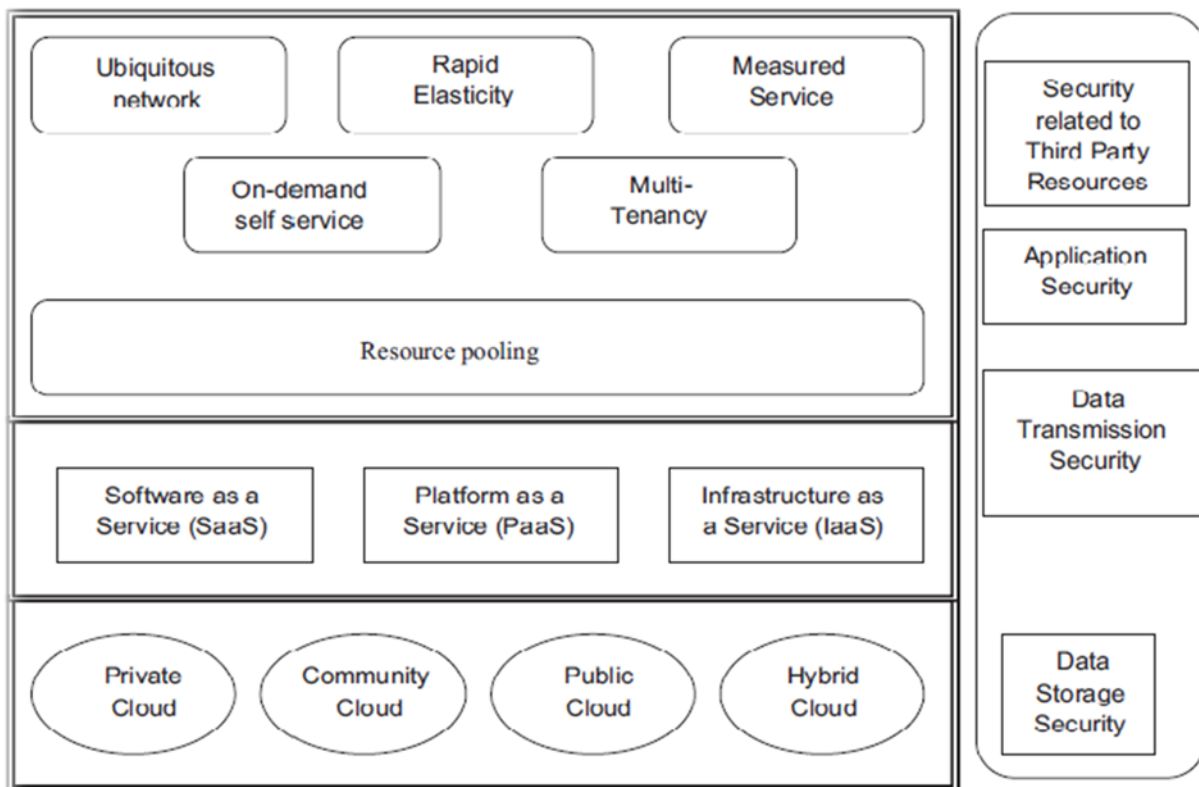 Ubiquitous
network
Rapid
Elasticity
Measured
Service
On-demand
self service
Multi-
Tenancy
Resource pooling
Software as a
Service (SaaS)
Platform as a
Service (PaaS)
Infrastructure as
a Service (IaaS)
Private
Cloud
Community
Cloud
Public
Cloud
Hybrid
Cloud
Security
related to
Third Party
Resources
Application
Security
Data
Transmission
Security
Data
Storage
Security